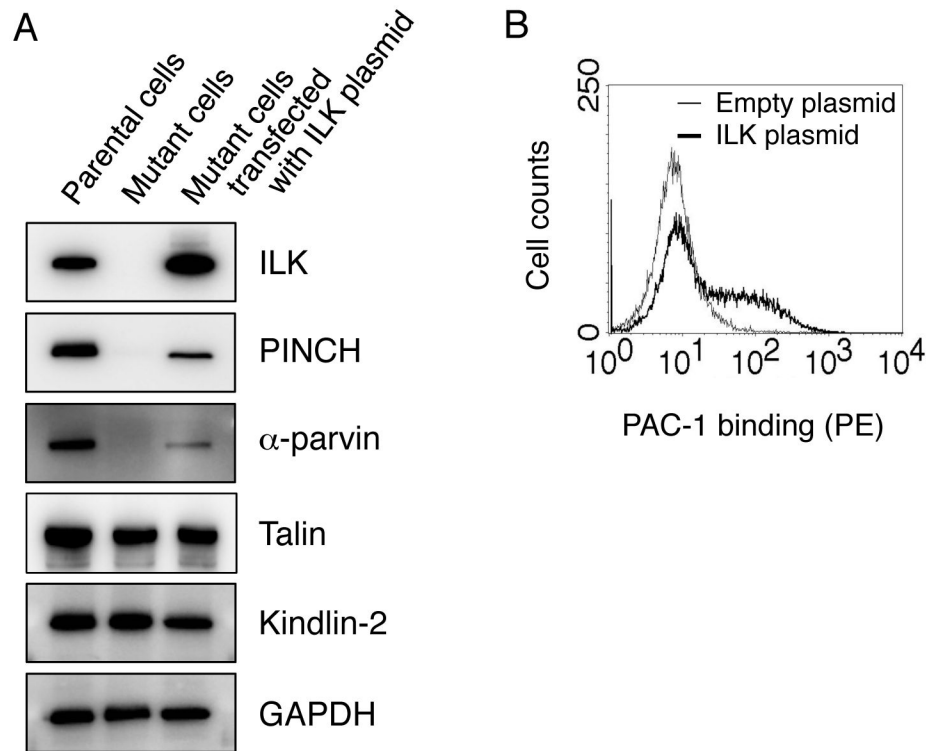 A
Parental cells
Mutant cells
Mutant cells
transfected
with ILK plasmid
ILK
PINCH
α-parvin
Talin
Kindlin-2
GAPDH
B
250
Empty plasmid
ILK plasmid
Cell counts
0
10⁰ 10¹ 10² 10³ 10⁴
PAC-1 binding (PE)